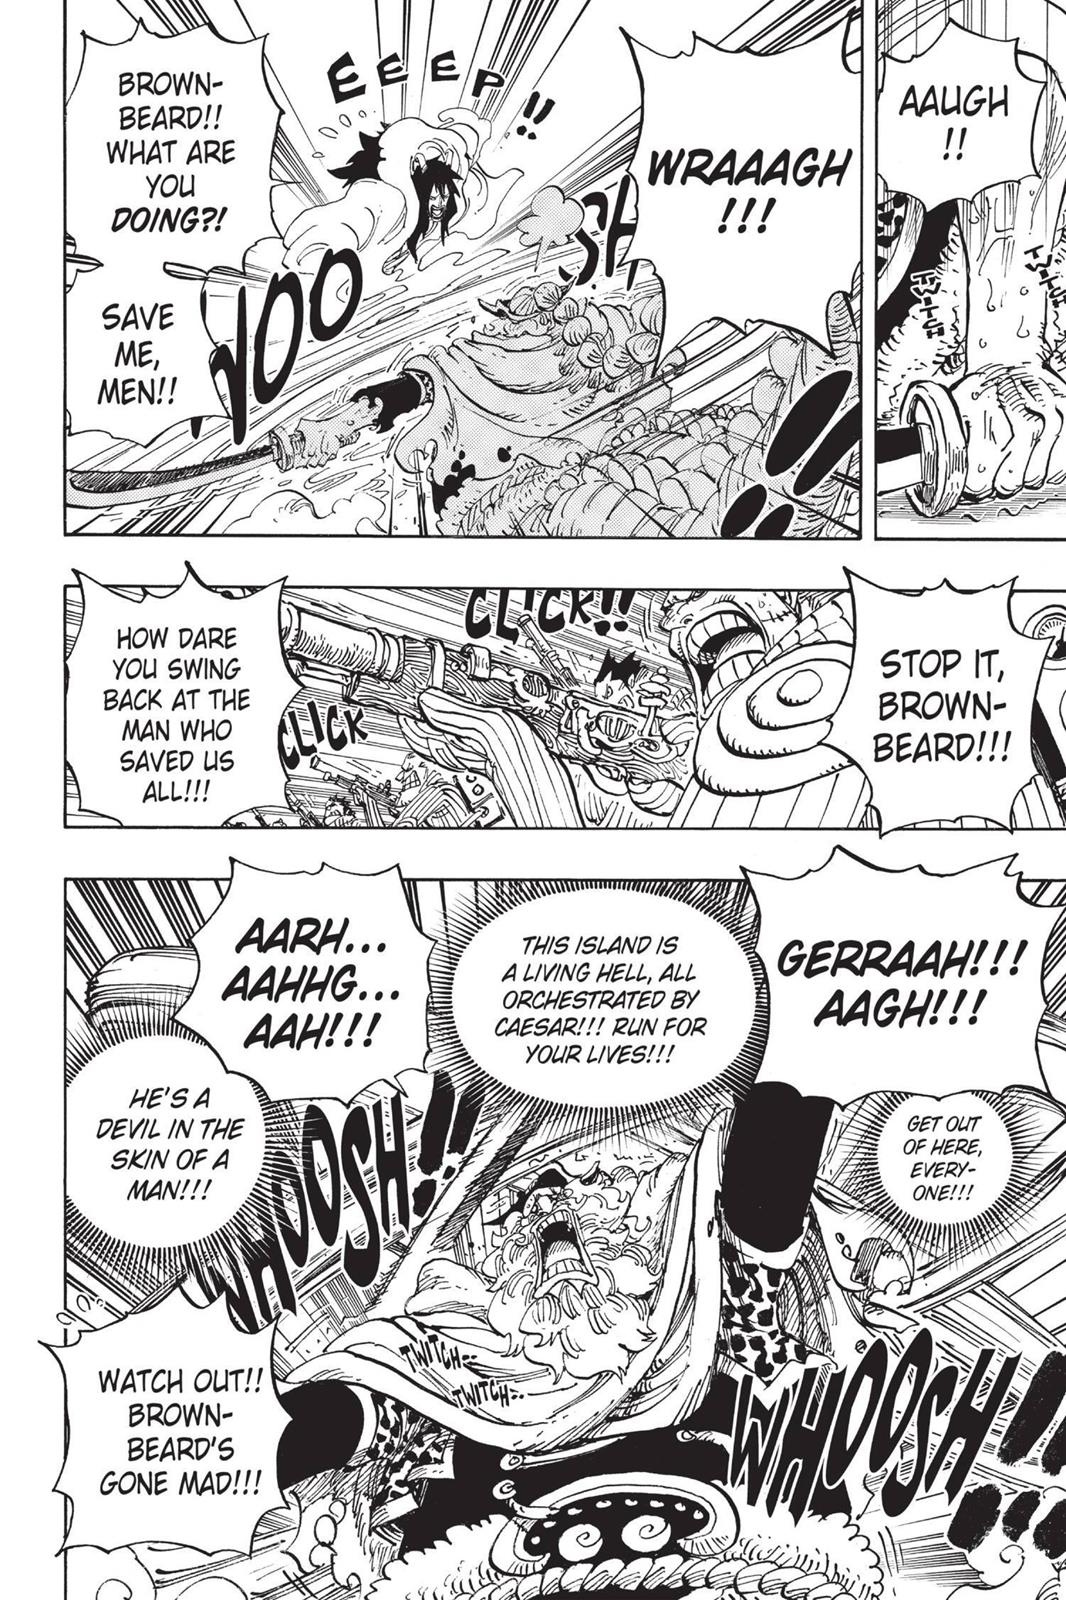 AAUGH
!!
TWITCH
TWITCH
WRAAAGH
!!!
EEEP!!
BROWN-
BEARD!!
WHAT ARE
YOU
DOING?!
SAVE
ME,
MEN!!
STOP IT,
BROWN-
BEARD!!!
CLICK!!
CLICK
HOW DARE
YOU SWING
BACK AT THE
MAN WHO
SAVED US
ALL!!!
GERRAAH!!!
AAGH!!!
GET OUT
OF HERE,
EVERY-
ONE!!!
THIS ISLAND IS
A LIVING HELL, ALL
ORCHESTRATED BY
CAESAR!!! RUN FOR
YOUR LIVES!!!
AARH...
AAHHG...
AAH!!!
HE'S A
DEVIL IN THE
SKIN OF A
MAN!!!
WHOOSH!!
TWITCH
TWITCH
WHOOSH!!
WATCH OUT!!
BROWN-
BEARD'S
GONE MAD!!!